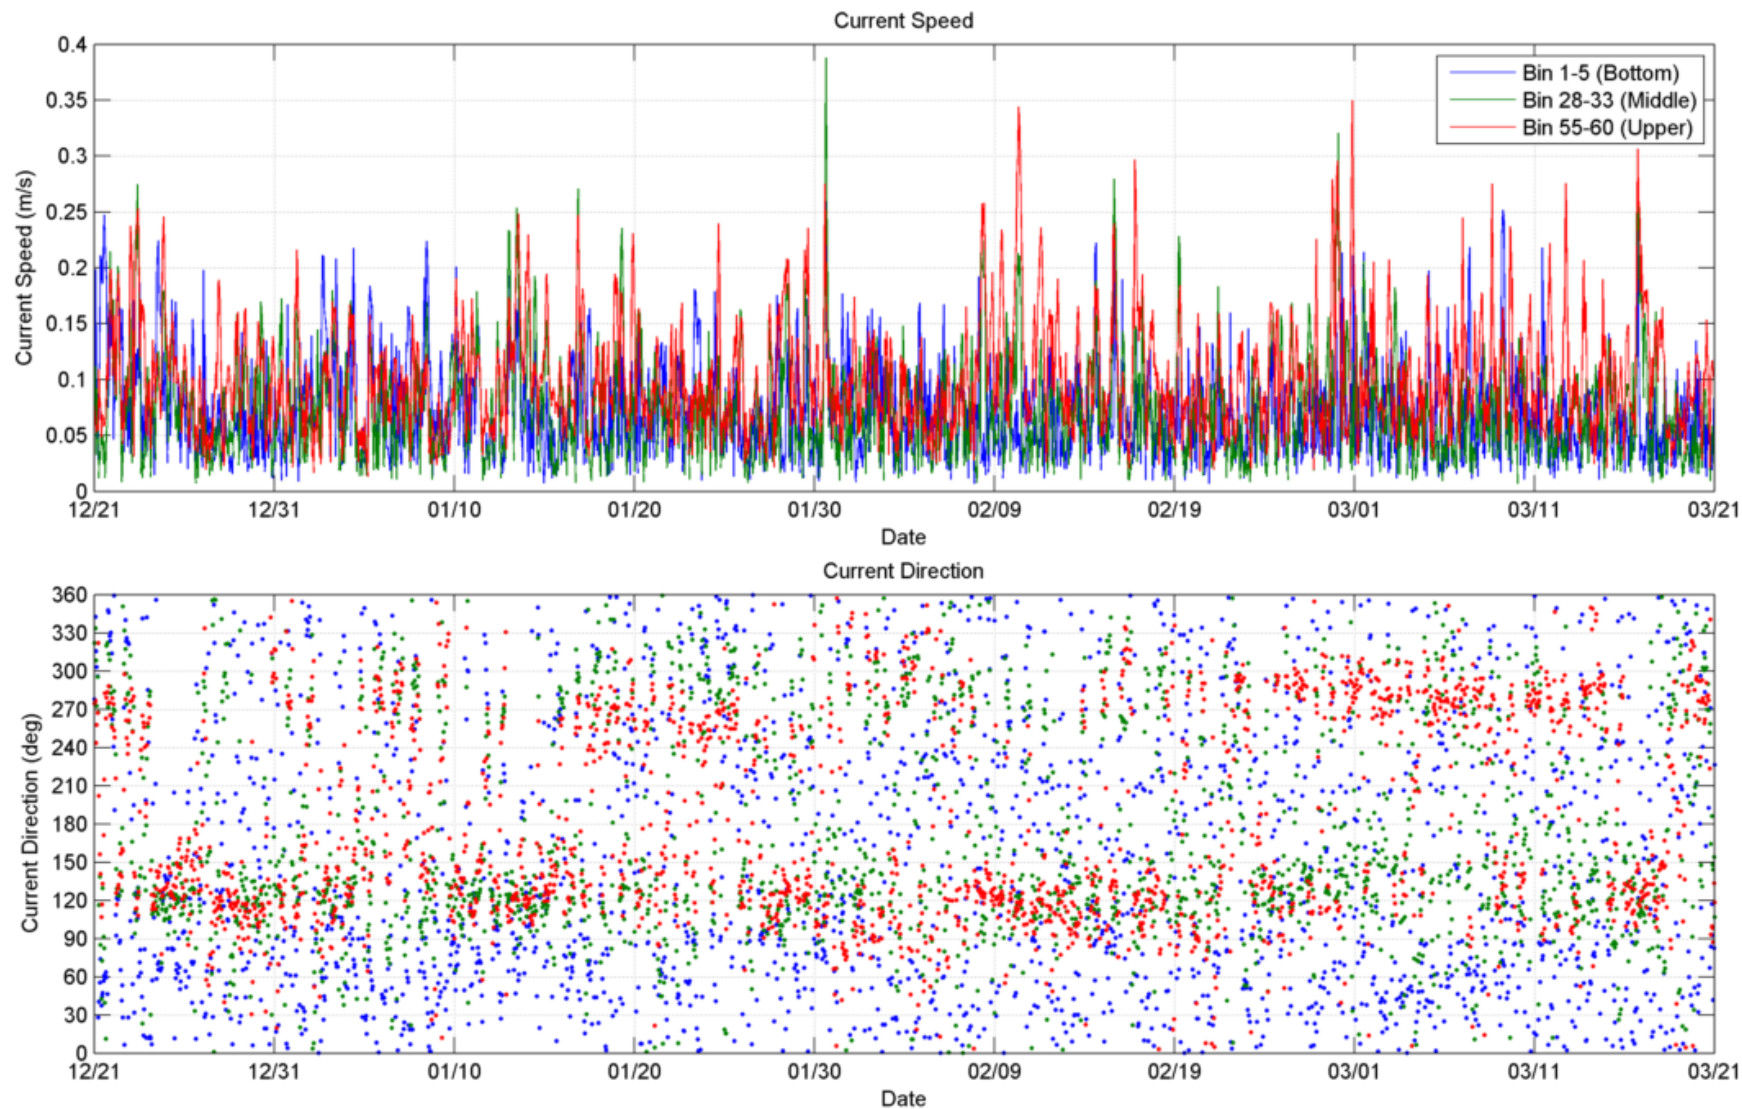 Current Speed
0.4
0.35
0.3
0.25
0.2
0.15
0.1
0.05
0
Current Speed (m/s)
Bin 1-5 (Bottom)
Bin 28-33 (Middle)
Bin 55-60 (Upper)
12/21 12/31 01/10 01/20 01/30 02/09 02/19 03/01 03/11 03/21
Date
Current Direction
360
330
300
270
240
210
180
150
120
90
60
30
0
Current Direction (deg)
12/21 12/31 01/10 01/20 01/30 02/09 02/19 03/01 03/11 03/21
Date